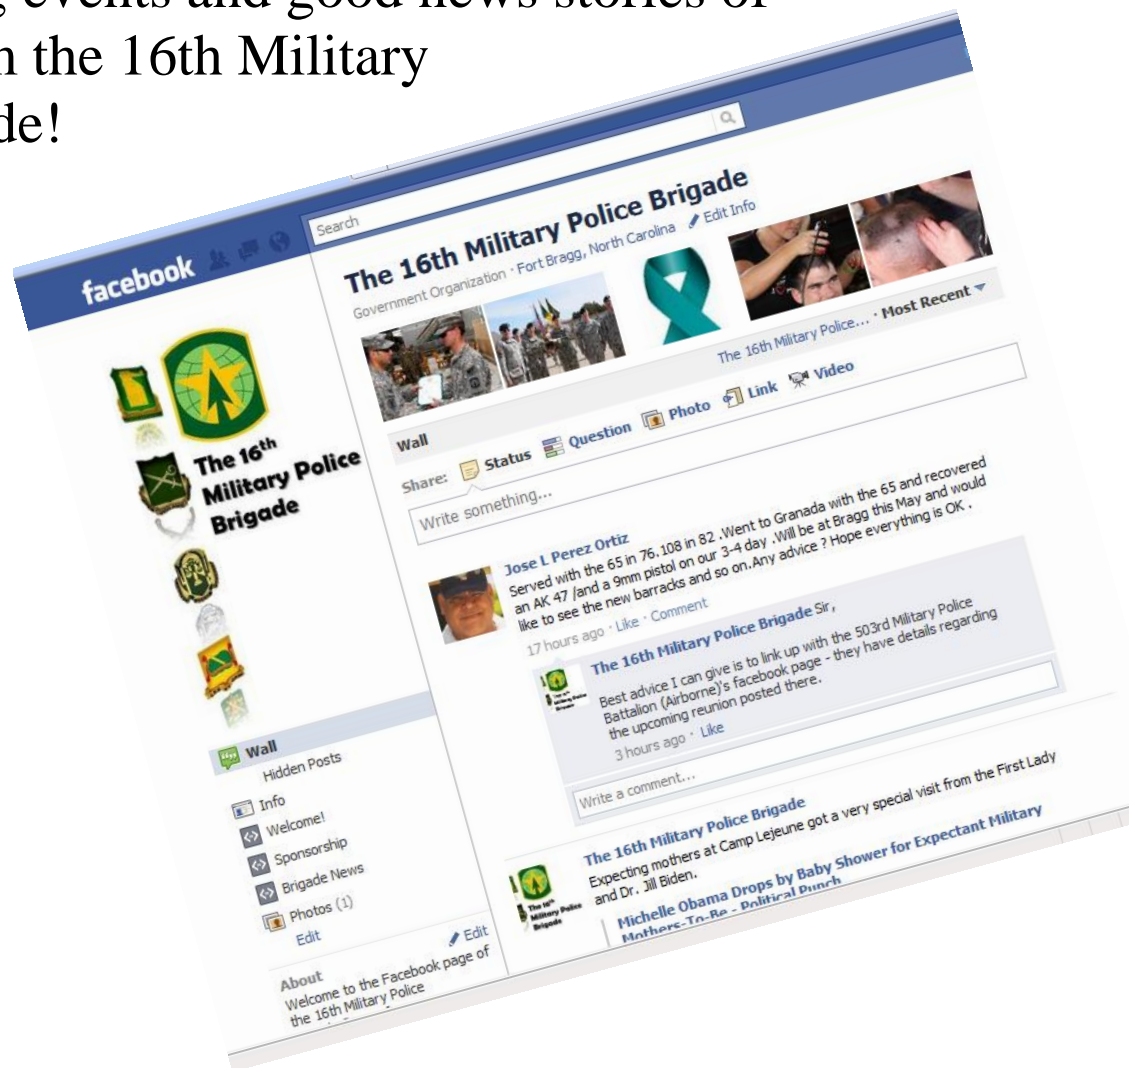 events and good news stories of
the 16th Military
!
facebook
Search
The 16th Military Police Brigade
Government Organization · Fort Bragg, North Carolina Edit Info
The 16th Military Police... · Most Recent
Wall
Share: Status Question Photo Link Video
Write something...
The 16th
Military Police
Brigade
Jose L Perez Ortiz
Served with the 65 in 76.108 in 82 .Went to Granada with the 65 and recovered
an AK 47 /and a 9mm pistol on our 3-4 day .Will be at Bragg this May and would
like to see the new barracks and so on.Any advice ? Hope everything is OK .
17 hours ago · Like · Comment
The 16th Military Police Brigade Sir,
Best advice I can give is to link up with the 503rd Military Police
Battalion (Airborne)'s facebook page - they have details regarding
the upcoming reunion posted there.
3 hours ago · Like
Write a comment...
The 16th Military Police Brigade
Expecting mothers at Camp Lejeune got a very special visit from the First Lady
and Dr. Jill Biden.
Michelle Obama Drops by Baby Shower for Expectant Military
Mothers-To-Be - Political Punch
The 16th
Military Police
Brigade
Wall
Hidden Posts
Info
Welcome!
Sponsorship
Brigade News
Photos (1)
Edit
About Edit
Welcome to the Facebook page of
the 16th Military Police